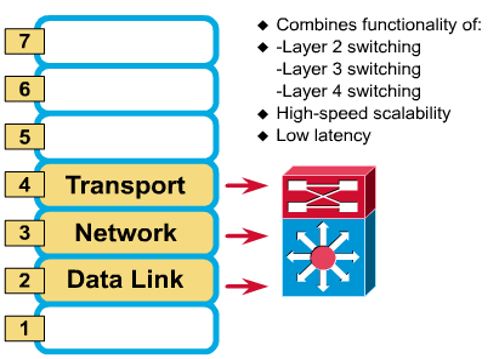 7
6
5
4 Transport
3 Network
2 Data Link
1
◆ Combines functionality of:
◆ -Layer 2 switching
-Layer 3 switching
-Layer 4 switching
◆ High-speed scalability
◆ Low latency